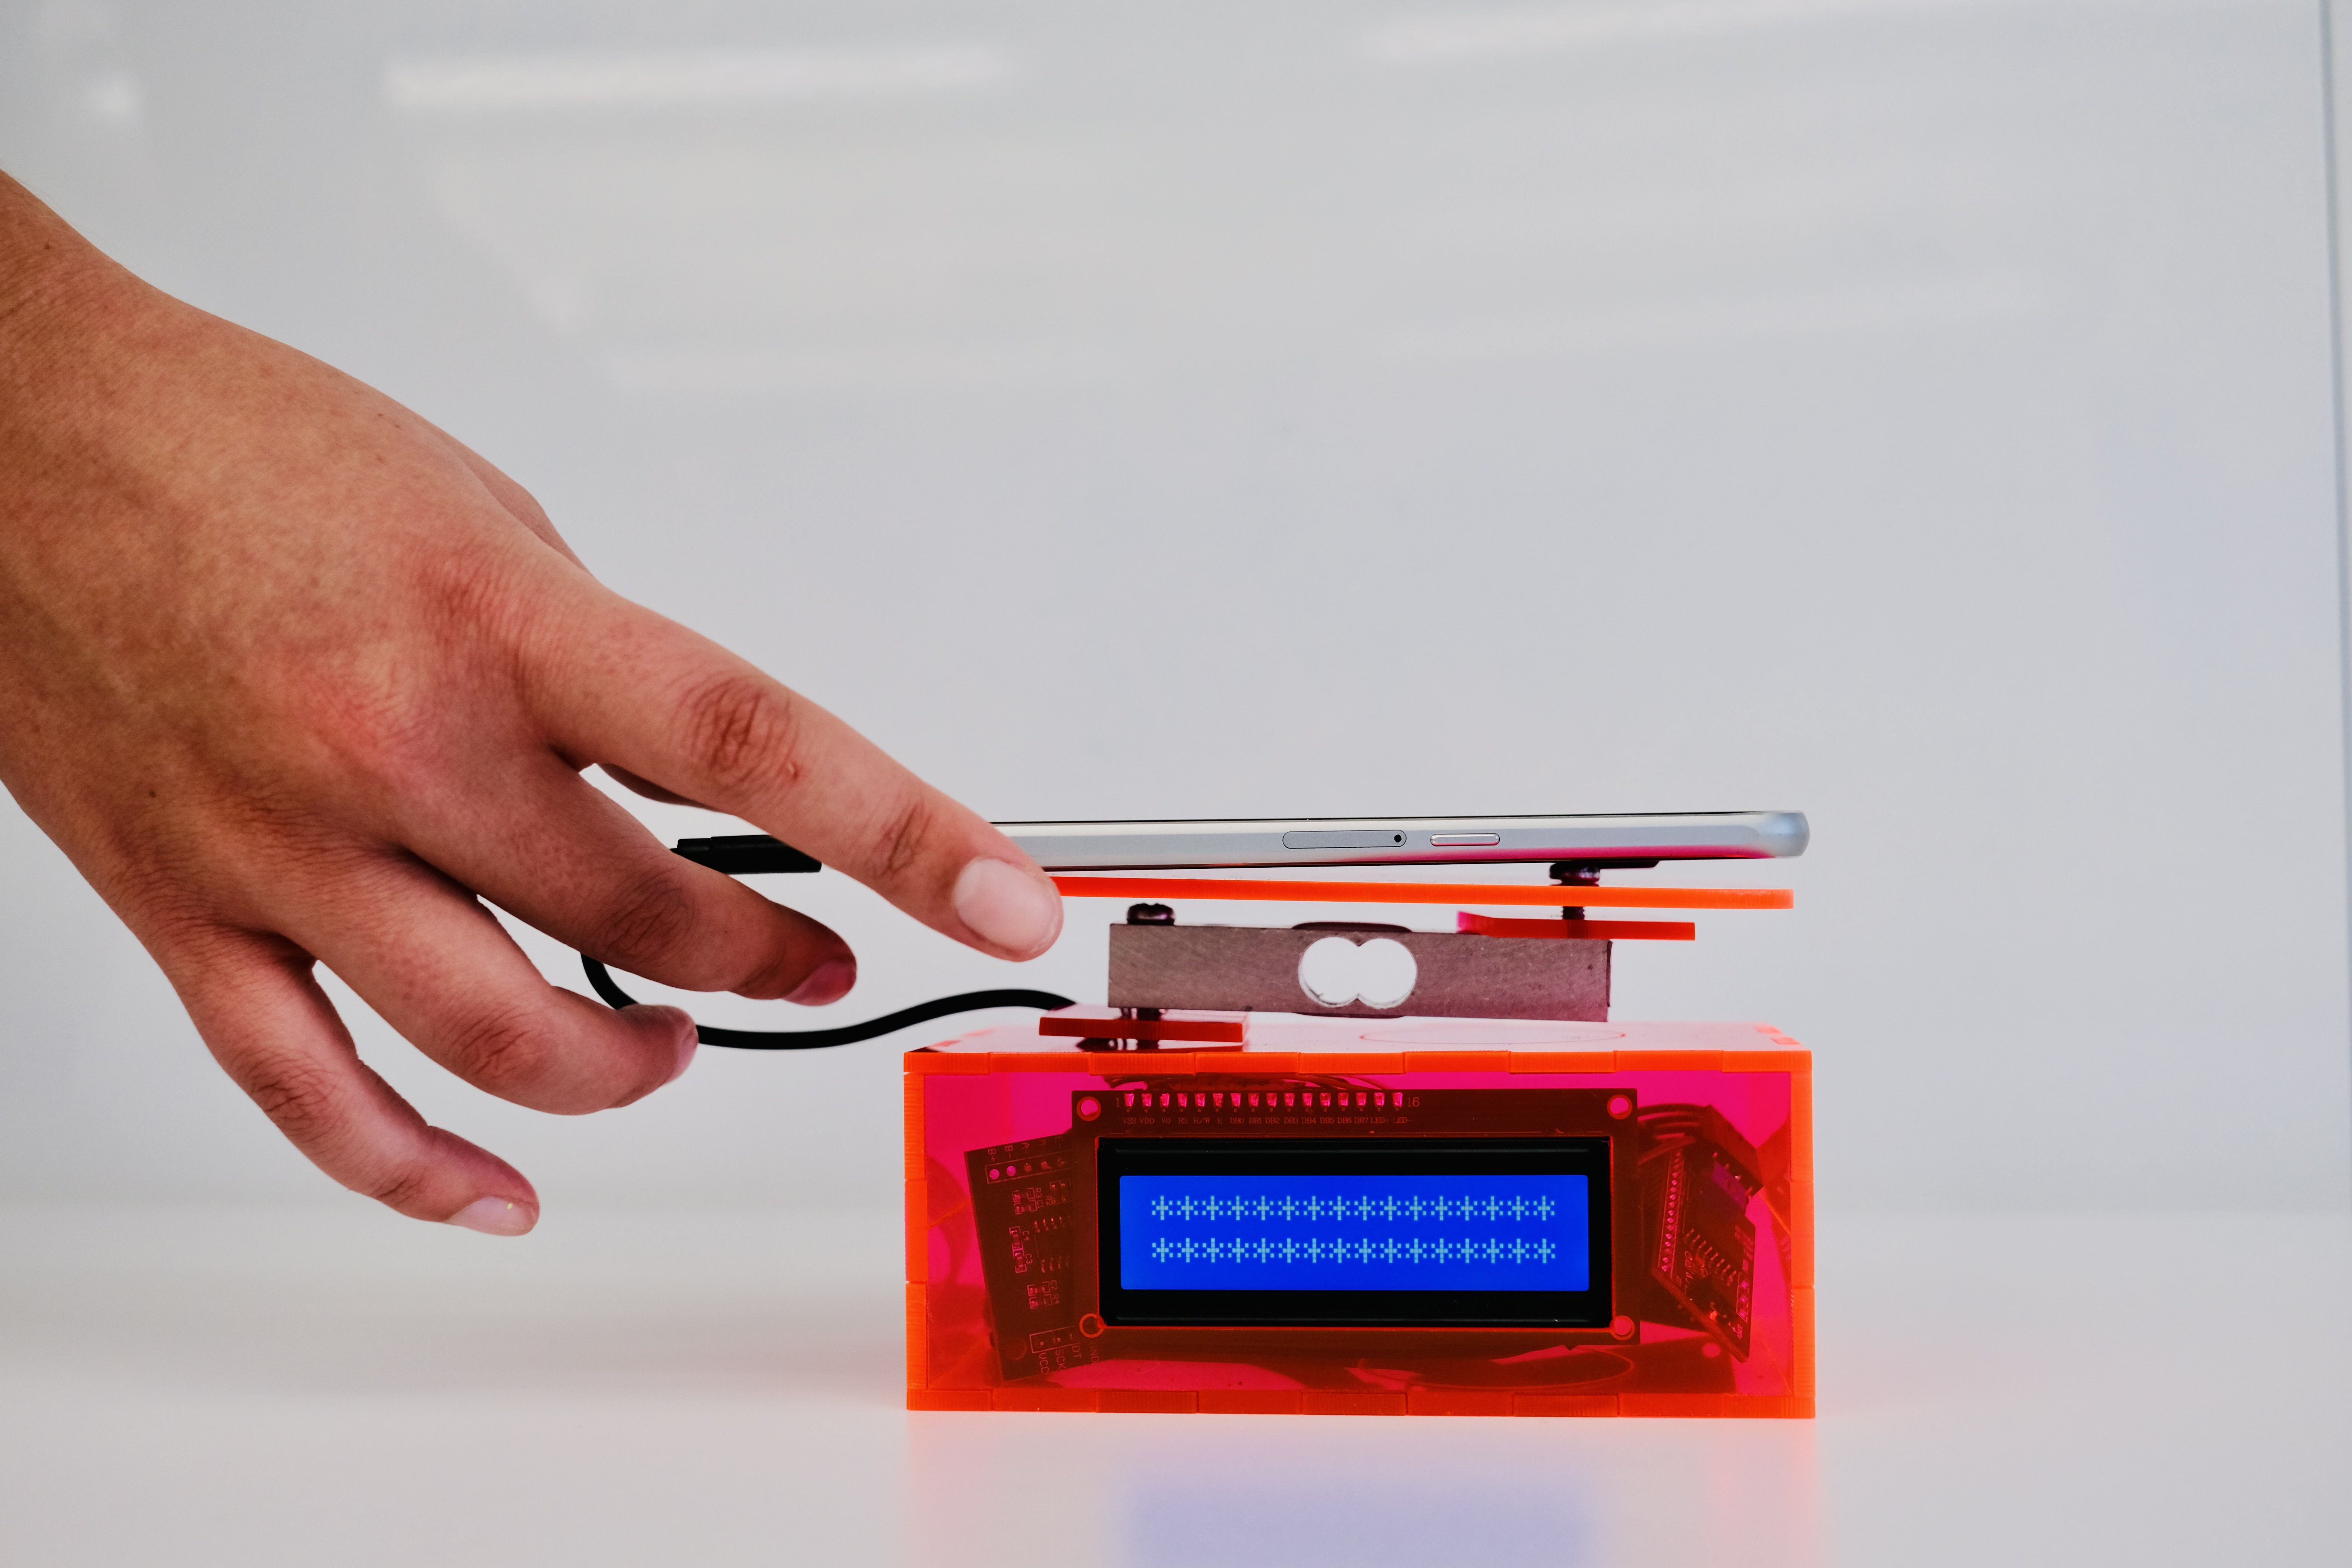 1 16
VSS VDD VO RS R/W E DB0 DB1 DB2 DB3 DB4 DB5 DB6 DB7 LED+ LED-
****************
****************
VCC
SCK
DT